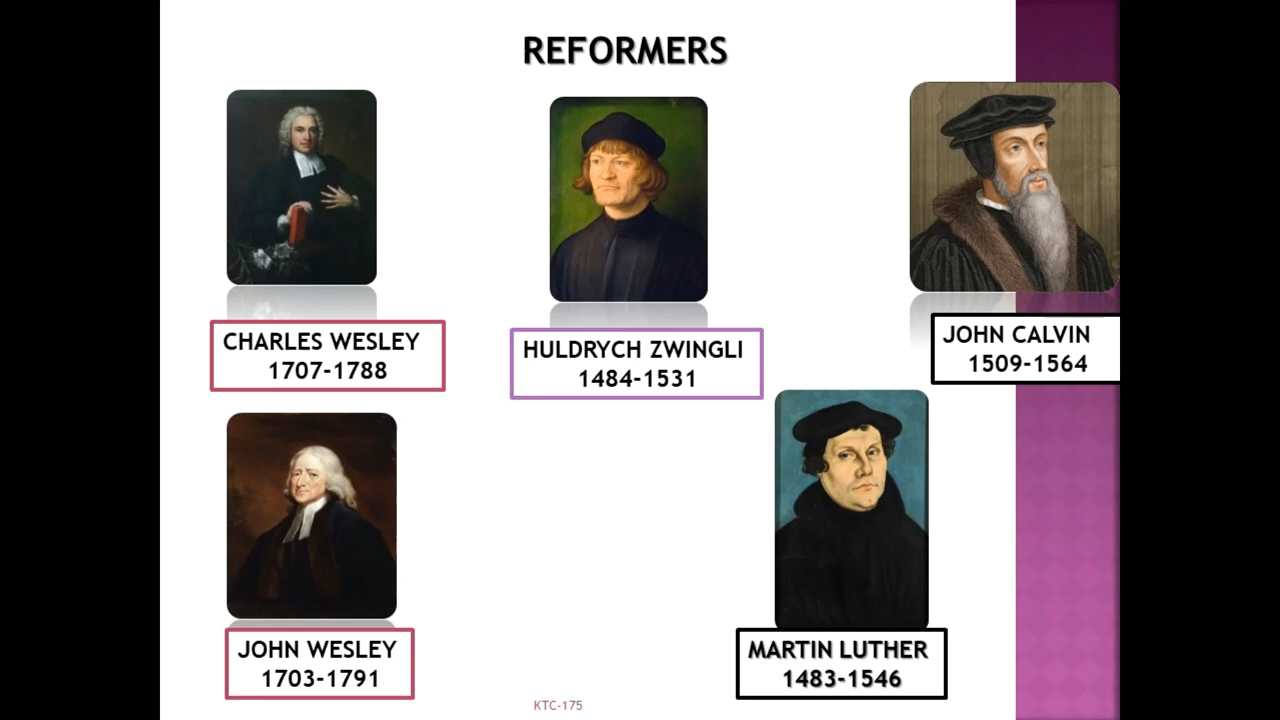 REFORMERS
CHARLES WESLEY
1707-1788
HULDRYCH ZWINGLI
1484-1531
JOHN CALVIN
1509-1564
JOHN WESLEY
1703-1791
MARTIN LUTHER
1483-1546
KTC-175